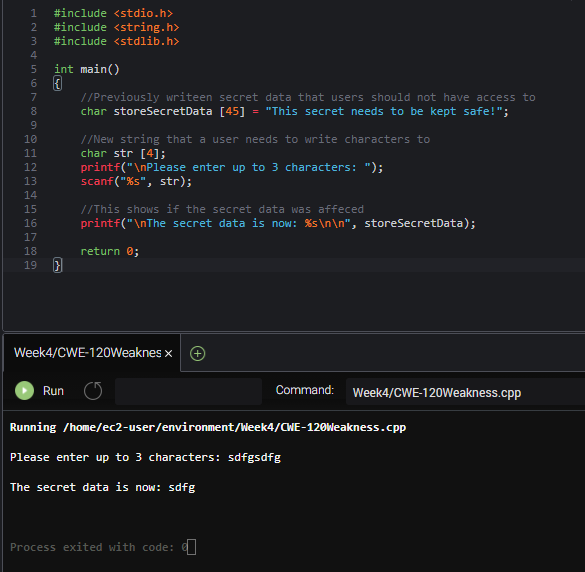 1 #include <stdio.h>
2 #include <string.h>
3 #include <stdlib.h>
4
5 int main()
6 {
7 //Previously writeen secret data that users should not have access to
8 char storeSecretData [45] = "This secret needs to be kept safe!";
9
10 //New string that a user needs to write characters to
11 char str [4];
12 printf("\nPlease enter up to 3 characters: ");
13 scanf("%s", str);
14
15 //This shows if the secret data was affeced
16 printf("\nThe secret data is now: %s\n\n", storeSecretData);
17
18 return 0;
19 }
Week4/CWE-120Weaknes ×
Run Command: Week4/CWE-120Weakness.cpp
Running /home/ec2-user/environment/Week4/CWE-120Weakness.cpp
Please enter up to 3 characters: sdfgsdfg
The secret data is now: sdfg
Process exited with code: 0